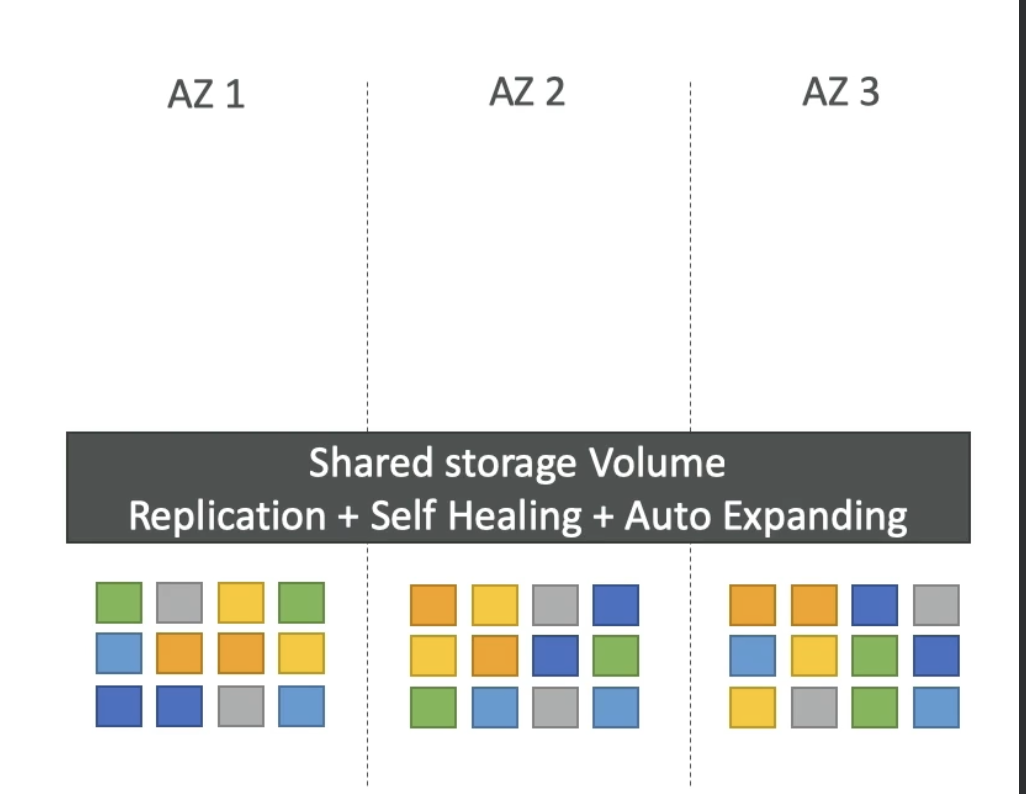 AZ 1
AZ 2
AZ 3
Shared storage Volume
Replication + Self Healing + Auto Expanding